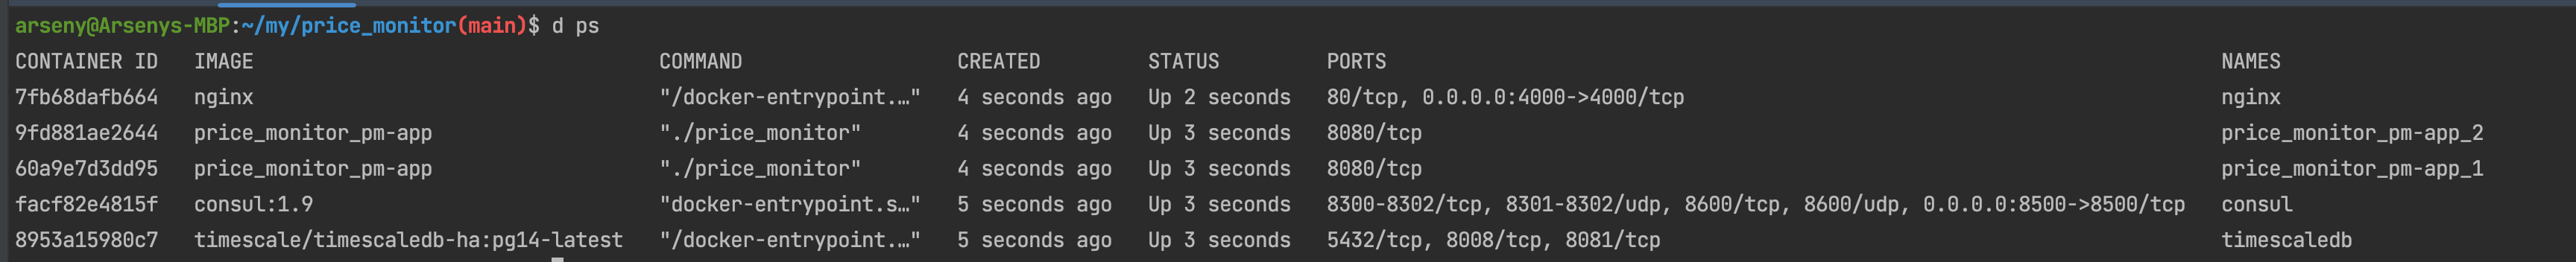 arseny@Arsenys-MBP:~/my/price_monitor(main)$ d ps
CONTAINER ID   IMAGE                                  COMMAND                  CREATED         STATUS         PORTS                                                                      NAMES
7fb68dafb664   nginx                                  "/docker-entrypoint.…"   4 seconds ago   Up 2 seconds   80/tcp, 0.0.0.0:4000->4000/tcp                                             nginx
9fd881ae2644   price_monitor_pm-app                   "./price_monitor"        4 seconds ago   Up 3 seconds   8080/tcp                                                                   price_monitor_pm-app_2
60a9e7d3dd95   price_monitor_pm-app                   "./price_monitor"        4 seconds ago   Up 3 seconds   8080/tcp                                                                   price_monitor_pm-app_1
facf82e4815f   consul:1.9                             "docker-entrypoint.s…"   5 seconds ago   Up 3 seconds   8300-8302/tcp, 8301-8302/udp, 8600/tcp, 8600/udp, 0.0.0.0:8500->8500/tcp   consul
8953a15980c7   timescale/timescaledb-ha:pg14-latest   "/docker-entrypoint.…"   5 seconds ago   Up 3 seconds   5432/tcp, 8008/tcp, 8081/tcp                                               timescaledb